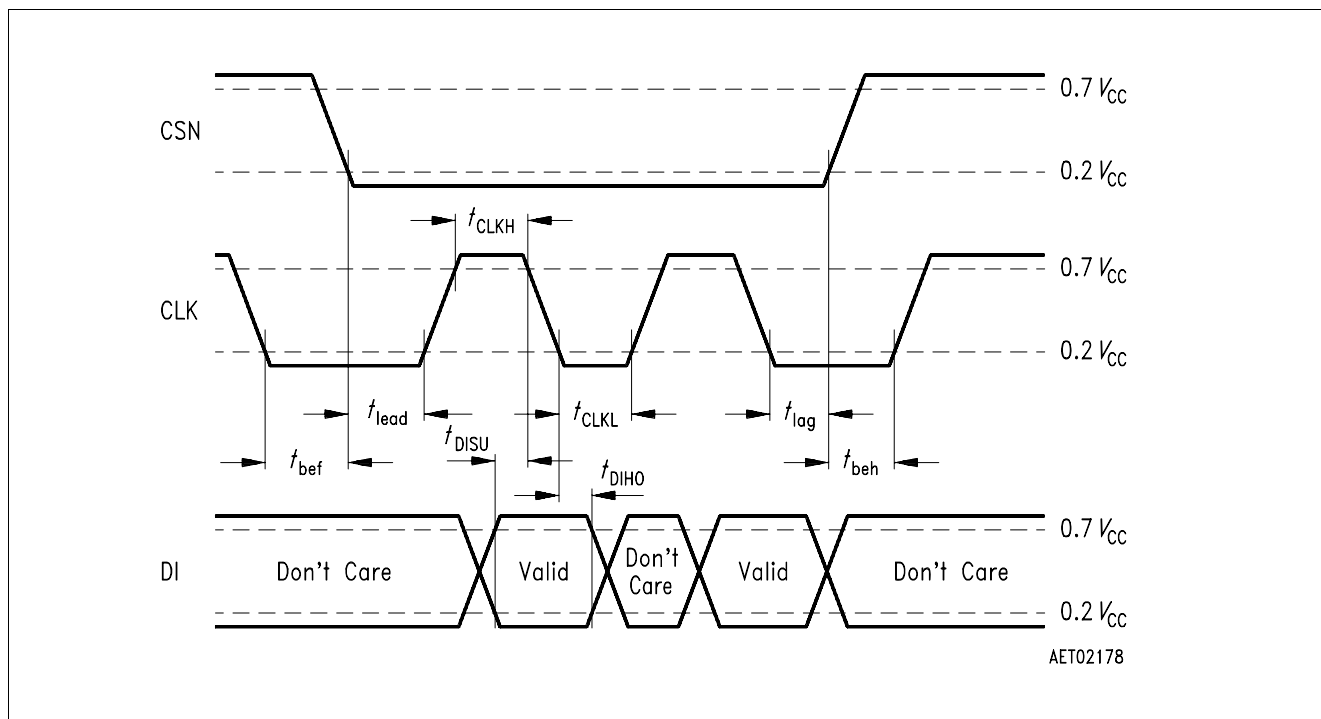 0.7 VCC
CSN
0.2 VCC
tCLKH
0.7 VCC
CLK
0.2 VCC
tlead
tCLKL
tlag
tDISU
tbef
tDIHO
tbeh
0.7 VCC
DI
Don't Care
Valid
Don't
Care
Valid
Don't Care
0.2 VCC
AET02178